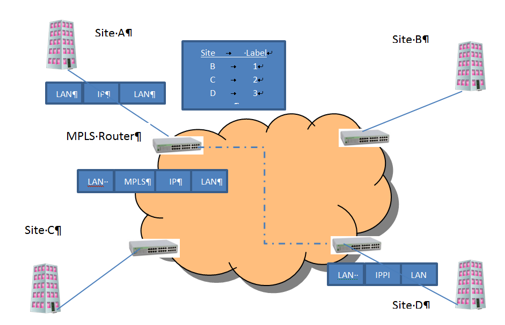 Site A¶
Site → Label↵
B → 1↵
C → 2↵
D → 3↵
Site B¶
LAN¶ IP¶ LAN¶
MPLS Router¶
LAN MPLS¶ IP¶ LAN¶
Site C¶
LAN IPPI LAN
Site D¶